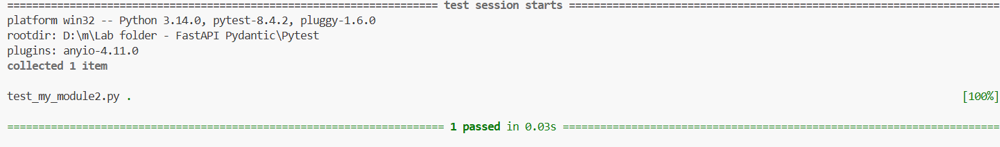 ======================================================================= test session starts =======================================================================
platform win32 -- Python 3.14.0, pytest-8.4.2, pluggy-1.6.0
rootdir: D:\m\Lab folder - FastAPI Pydantic\Pytest
plugins: anyio-4.11.0
collected 1 item
test_my_module2.py . [100%]
======================================================================== 1 passed in 0.03s ========================================================================